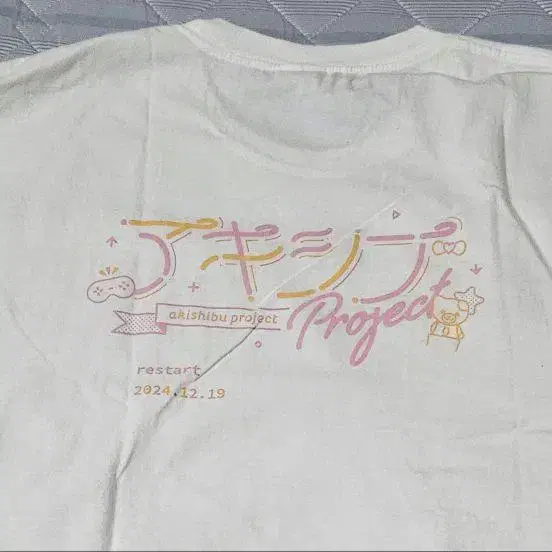 アキシブ
Project
akishibu project
restart
2024.12.19